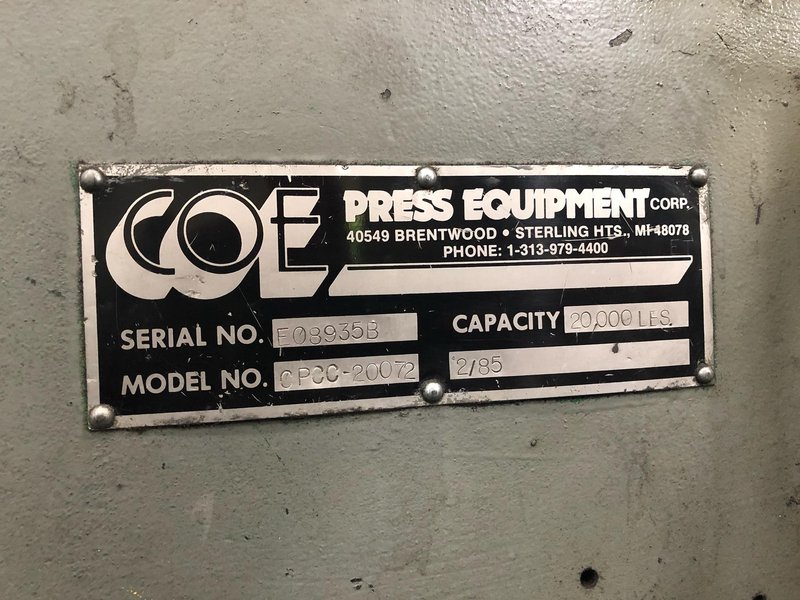 COE PRESS EQUIPMENT CORP.
40549 BRENTWOOD • STERLING HTS., MI 48078
PHONE: 1-313-979-4400
SERIAL NO. F08935B
CAPACITY 20,000 LBS.
MODEL NO. CPCC-20072
2/85